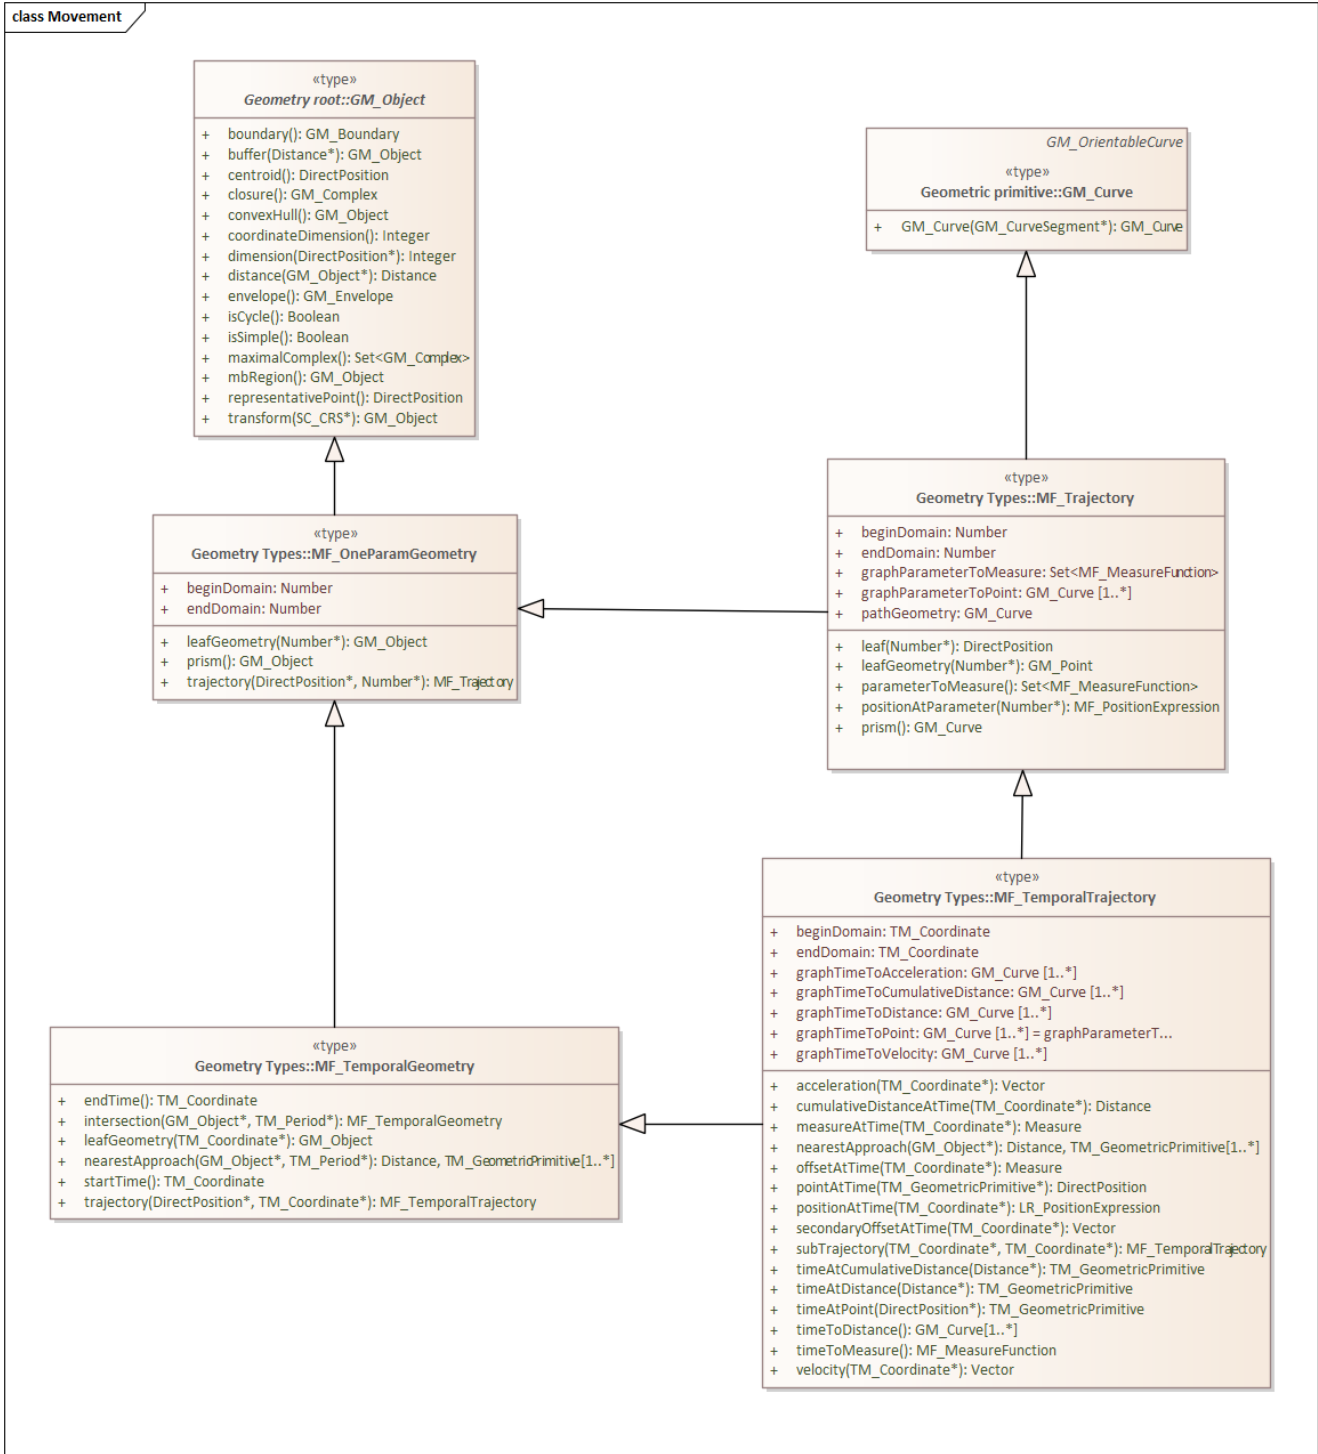 class Movement
«type»
Geometry root::GM_Object
+ boundary(): GM_Boundary
+ buffer(Distance*): GM_Object
+ centroid(): DirectPosition
+ closure(): GM_Complex
+ convexHull(): GM_Object
+ coordinateDimension(): Integer
+ dimension(DirectPosition*): Integer
+ distance(GM_Object*): Distance
+ envelope(): GM_Envelope
+ isCycle(): Boolean
+ isSimple(): Boolean
+ maximalComplex(): Set<GM_Complex>
+ mbRegion(): GM_Object
+ representativePoint(): DirectPosition
+ transform(SC_CRS*): GM_Object
GM_OrientableCurve
«type»
Geometric primitive::GM_Curve
+ GM_Curve(GM_CurveSegment*): GM_Curve
«type»
Geometry Types::MF_OneParamGeometry
+ beginDomain: Number
+ endDomain: Number
+ leafGeometry(Number*): GM_Object
+ prism(): GM_Object
+ trajectory(DirectPosition*, Number*): MF_Trajectory
«type»
Geometry Types::MF_Trajectory
+ beginDomain: Number
+ endDomain: Number
+ graphParameterToMeasure: Set<MF_MeasureFunction>
+ graphParameterToPoint: GM_Curve [1..*]
+ pathGeometry: GM_Curve
+ leaf(Number*): DirectPosition
+ leafGeometry(Number*): GM_Point
+ parameterToMeasure(): Set<MF_MeasureFunction>
+ positionAtParameter(Number*): MF_PositionExpression
+ prism(): GM_Curve
«type»
Geometry Types::MF_TemporalGeometry
+ endTime(): TM_Coordinate
+ intersection(GM_Object*, TM_Period*): MF_TemporalGeometry
+ leafGeometry(TM_Coordinate*): GM_Object
+ nearestApproach(GM_Object*, TM_Period*): Distance, TM_GeometricPrimitive[1..*]
+ startTime(): TM_Coordinate
+ trajectory(DirectPosition*, TM_Coordinate*): MF_TemporalTrajectory
«type»
Geometry Types::MF_TemporalTrajectory
+ beginDomain: TM_Coordinate
+ endDomain: TM_Coordinate
+ graphTimeToAcceleration: GM_Curve [1..*]
+ graphTimeToCumulativeDistance: GM_Curve [1..*]
+ graphTimeToDistance: GM_Curve [1..*]
+ graphTimeToPoint: GM_Curve [1..*] = graphParameterT...
+ graphTimeToVelocity: GM_Curve [1..*]
+ acceleration(TM_Coordinate*): Vector
+ cumulativeDistanceAtTime(TM_Coordinate*): Distance
+ measureAtTime(TM_Coordinate*): Measure
+ nearestApproach(GM_Object*): Distance, TM_GeometricPrimitive[1..*]
+ offsetAtTime(TM_Coordinate*): Measure
+ pointAtTime(TM_GeometricPrimitive*): DirectPosition
+ positionAtTime(TM_Coordinate*): LR_PositionExpression
+ secondaryOffsetAtTime(TM_Coordinate*): Vector
+ subTrajectory(TM_Coordinate*, TM_Coordinate*): MF_TemporalTrajectory
+ timeAtCumulativeDistance(Distance*): TM_GeometricPrimitive
+ timeAtDistance(Distance*): TM_GeometricPrimitive
+ timeAtPoint(DirectPosition*): TM_GeometricPrimitive
+ timeToDistance(): GM_Curve[1..*]
+ timeToMeasure(): MF_MeasureFunction
+ velocity(TM_Coordinate*): Vector